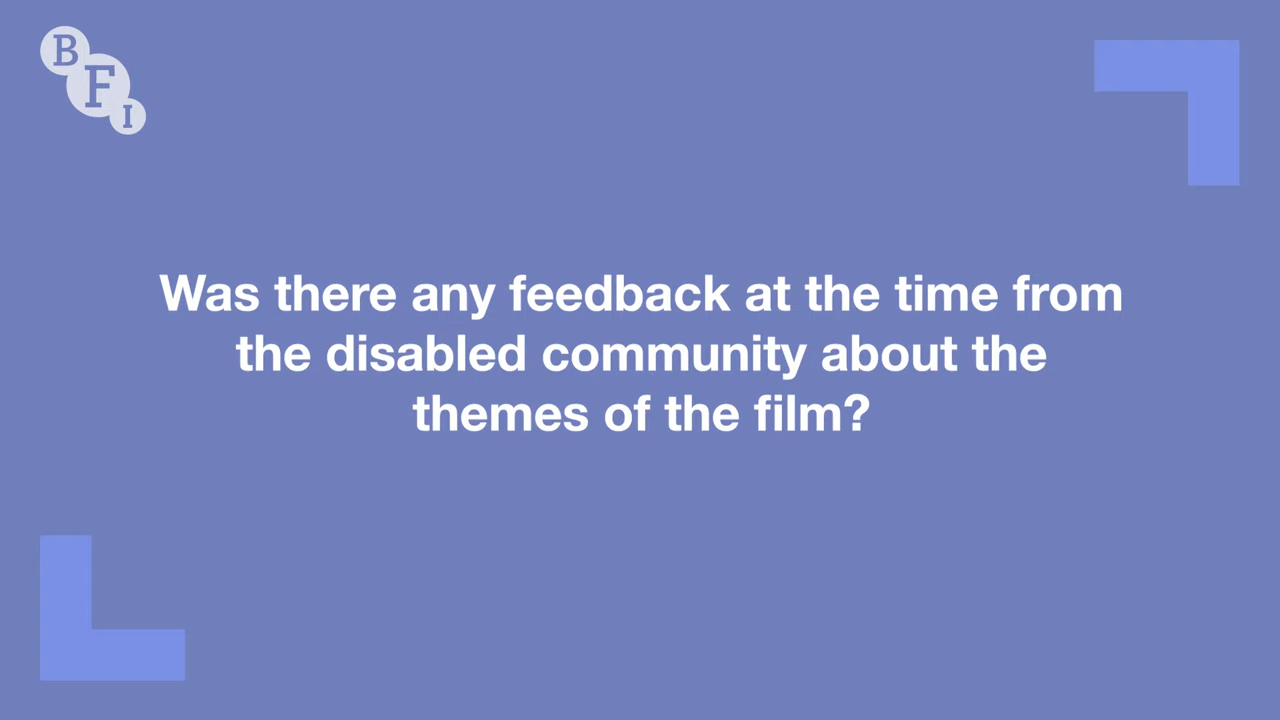 BFI
Was there any feedback at the time from
the disabled community about the
themes of the film?